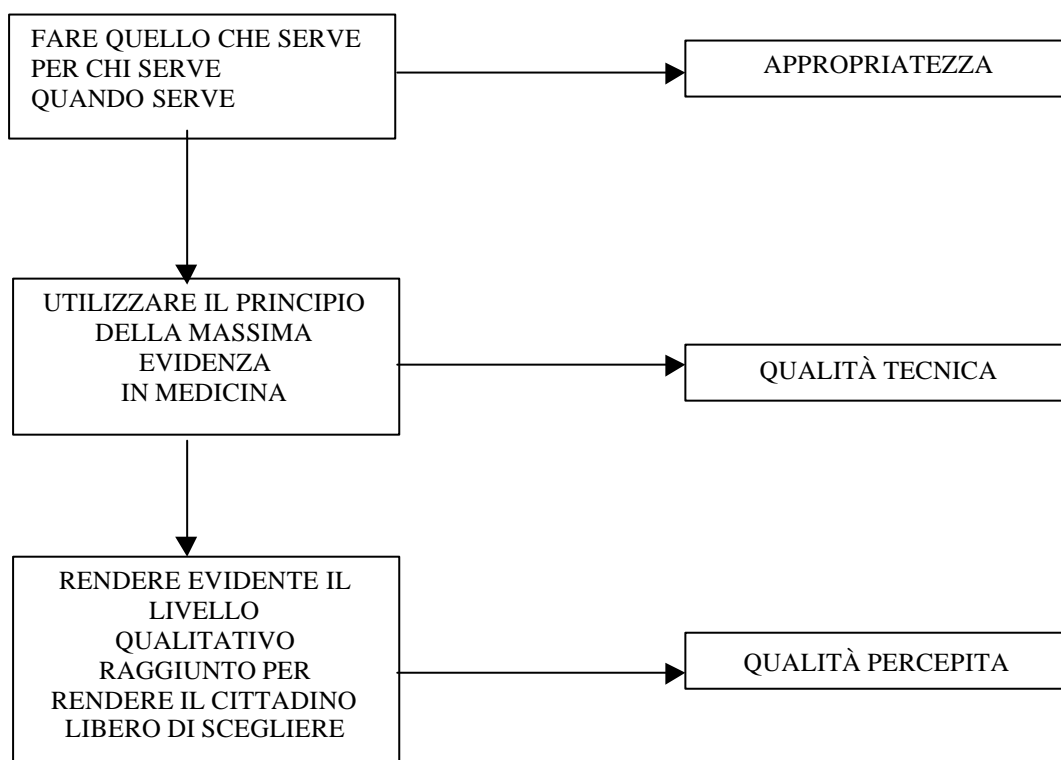 FARE QUELLO CHE SERVE
PER CHI SERVE
QUANDO SERVE
APPROPRIATEZZA
UTILIZZARE IL PRINCIPIO
DELLA MASSIMA
EVIDENZA
IN MEDICINA
QUALITÀ TECNICA
RENDERE EVIDENTE IL
LIVELLO
QUALITATIVO
RAGGIUNTO PER
RENDERE IL CITTADINO
LIBERO DI SCEGLIERE
QUALITÀ PERCEPITA